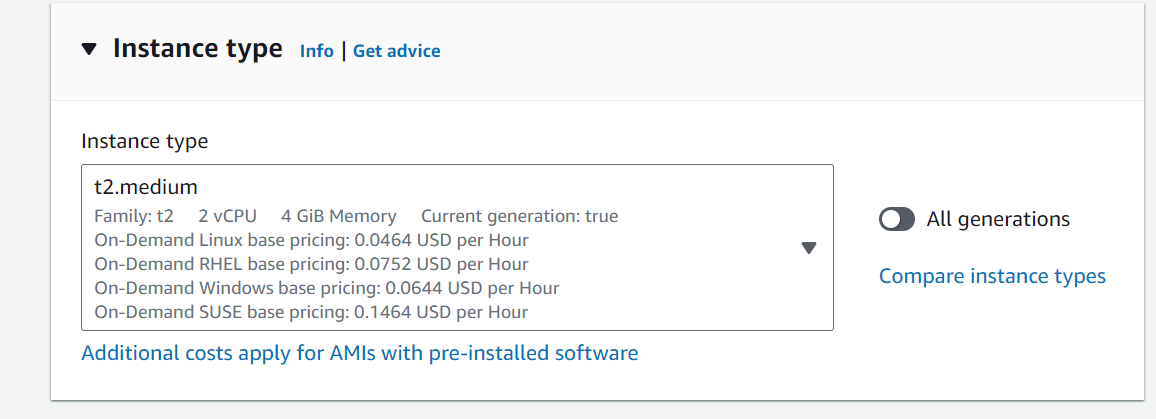 Instance type Info | Get advice
Instance type
t2.medium
Family: t2 2 vCPU 4 GiB Memory Current generation: true
On-Demand Linux base pricing: 0.0464 USD per Hour
On-Demand RHEL base pricing: 0.0752 USD per Hour
On-Demand Windows base pricing: 0.0644 USD per Hour
On-Demand SUSE base pricing: 0.1464 USD per Hour
All generations
Compare instance types
Additional costs apply for AMIs with pre-installed software